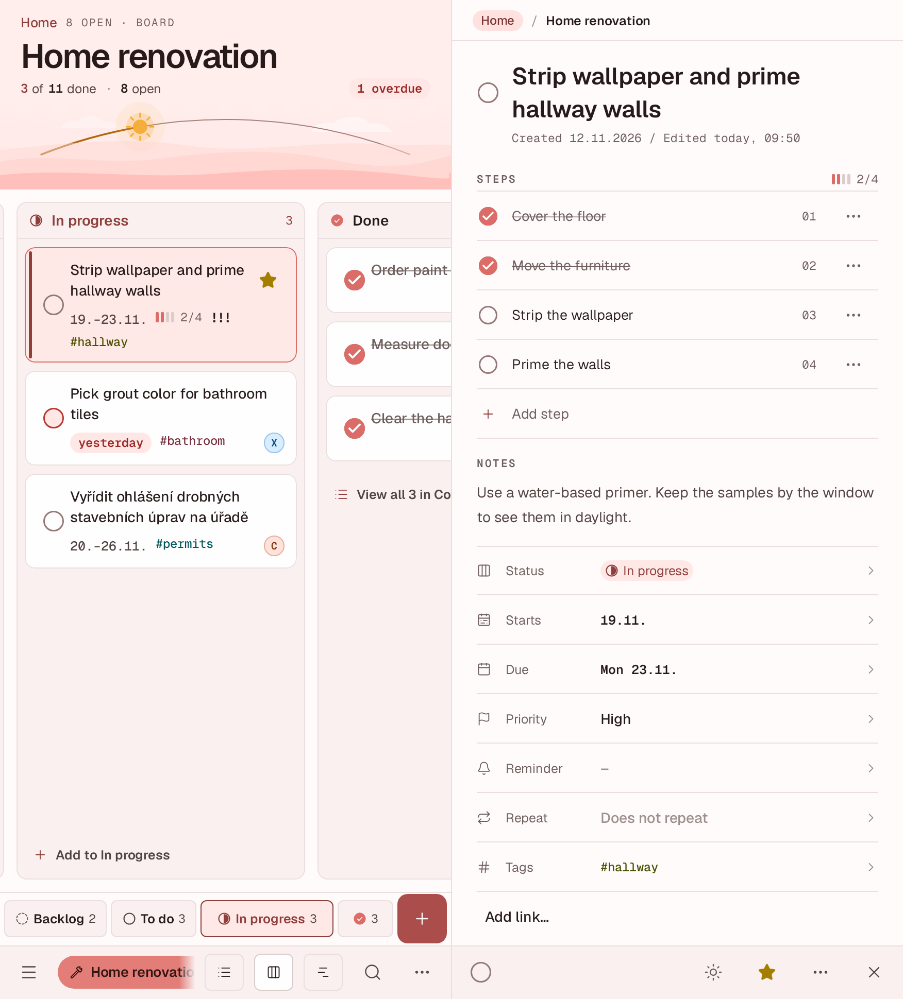 Home 8 OPEN · BOARD
Home renovation
3 of 11 done · 8 open
1 overdue
In progress 3
Strip wallpaper and prime
hallway walls
19.–23.11. 2/4 !!!
#hallway
Pick grout color for bathroom
tiles
yesterday #bathroom X
Vyřídit ohlášení drobných
stavebních úprav na úřadě
20.–26.11. #permits C
Add to In progress
Done
Order paint
Measure do
Clear the ha
View all 3 in Co
Backlog 2
To do 3
In progress 3
3
Home renovatio
Home / Home renovation
Strip wallpaper and prime
hallway walls
Created 12.11.2026 / Edited today, 09:50
STEPS 2/4
Cover the floor 01
Move the furniture 02
Strip the wallpaper 03
Prime the walls 04
Add step
NOTES
Use a water-based primer. Keep the samples by the window
to see them in daylight.
Status In progress
Starts 19.11.
Due Mon 23.11.
Priority High
Reminder –
Repeat Does not repeat
Tags #hallway
Add link…